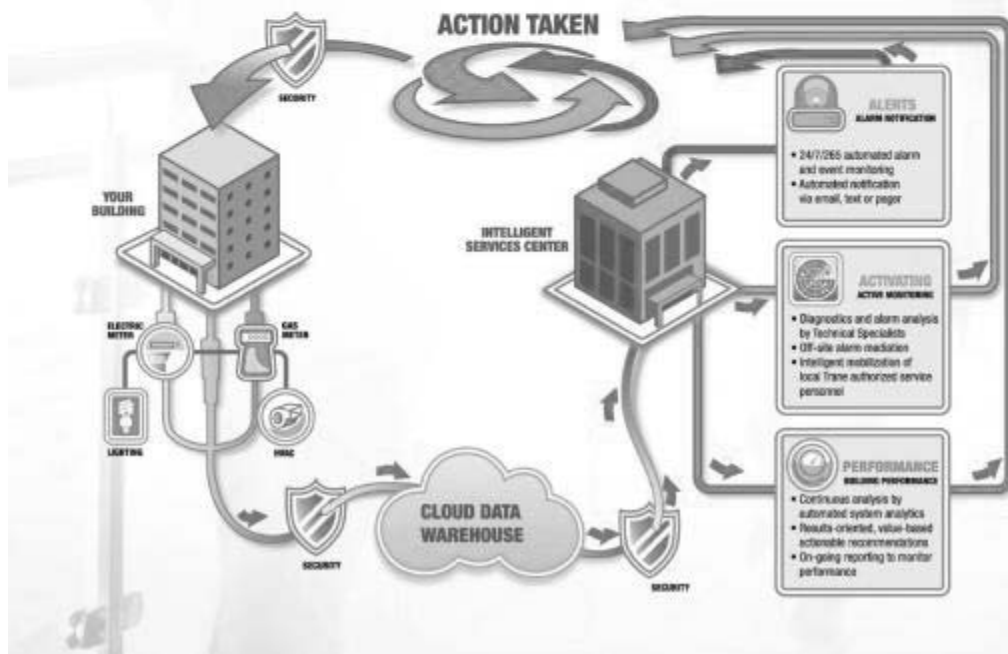 ACTION TAKEN
SECURITY
YOUR
BUILDING
ELECTRIC
METER
GAS
METER
LIGHTING
HVAC
SECURITY
CLOUD DATA
WAREHOUSE
SECURITY
INTELLIGENT
SERVICES CENTER
ALERTS
ALARM NOTIFICATION
• 24/7/265 automated alarm
and event monitoring
• Automated notification
via email, text or pager
ACTIVATING
ACTIVE MONITORING
• Diagnostics and alarm analysis
by Technical Specialists
• Off-site alarm mediation
• Intelligent mobilization of
local Trane authorized service
personnel
PERFORMANCE
BUILDING PERFORMANCE
• Continuous analysis by
automated system analytics
• Results-oriented, value-based
actionable recommendations
• On-going reporting to monitor
performance